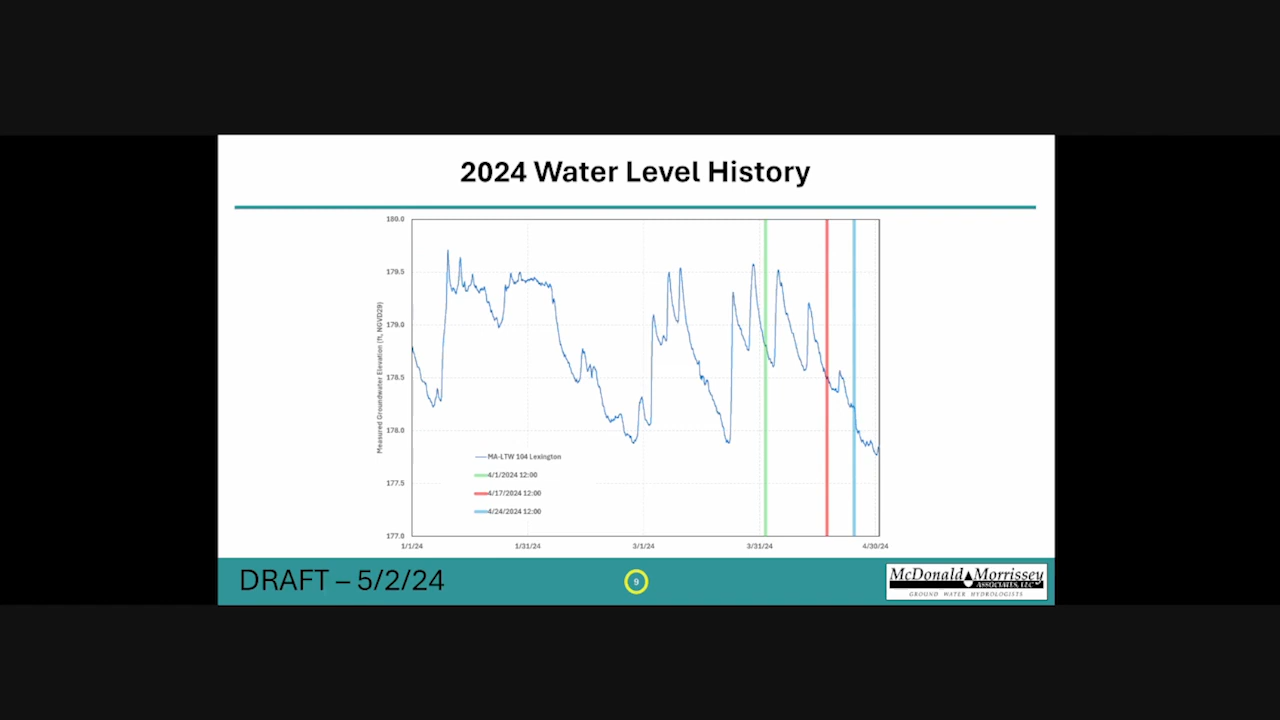 2024 Water Level History
180.0
179.5
179.0
178.5
178.0
177.5
177.0
Measured Groundwater Elevation (ft, NGVD29)
MA-LTW 104 Lexington
4/1/2024 12:00
4/17/2024 12:00
4/24/2024 12:00
1/1/24 1/31/24 3/1/24 3/31/24 4/30/24
DRAFT – 5/2/24
9
McDonald Morrissey
ASSOCIATES, LLC
GROUND WATER HYDROLOGISTS